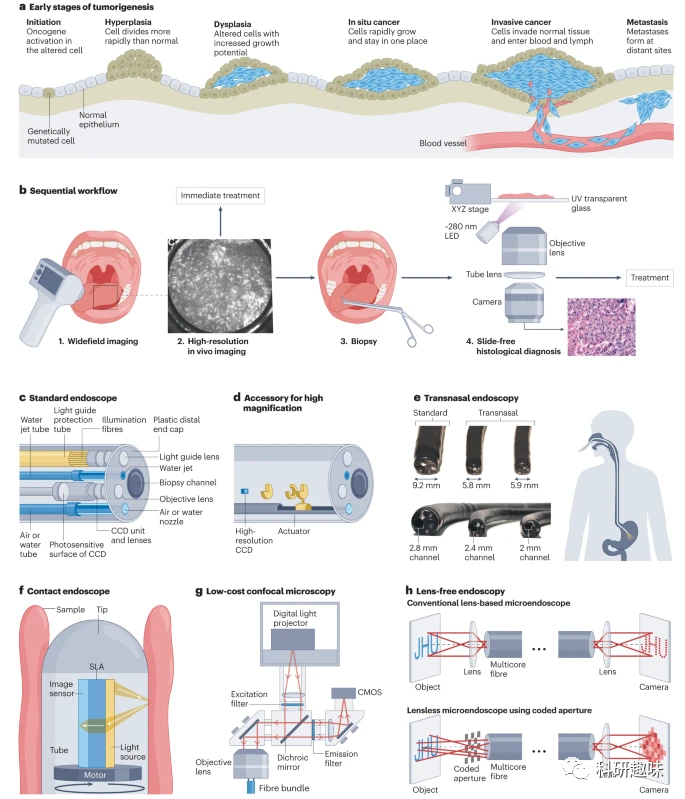 a Early stages of tumorigenesis
Initiation
Oncogene
activation in
the altered cell
Hyperplasia
Cell divides more
rapidly than normal
Dysplasia
Altered cells with
increased growth
potential
In situ cancer
Cells rapidly grow
and stay in one place
Invasive cancer
Cells invade normal tissue
and enter blood and lymph
Metastasis
Metastases
form at
distant sites
Genetically
mutated cell
Normal
epithelium
Blood vessel
b Sequential workflow
Immediate treatment
1. Widefield imaging
2. High-resolution
in vivo imaging
3. Biopsy
XYZ stage
UV transparent
glass
~280 nm
LED
Objective
lens
Tube lens
Camera
Treatment
4. Slide-free
histological diagnosis
c Standard endoscope
Water
jet tube
Light guide
protection
tube
Illumination
fibres
Plastic distal
end cap
Light guide lens
Water jet
Biopsy channel
Objective lens
Air or water
nozzle
CCD unit
and lenses
Photosensitive
surface of CCD
Air or
water
tube
d Accessory for high
magnification
High-
resolution
CCD
Actuator
e Transnasal endoscopy
Standard
Transnasal
9.2 mm
5.8 mm
5.9 mm
2.8 mm
channel
2.4 mm
channel
2 mm
channel
f Contact endoscope
Sample
Tip
SLA
Image
sensor
Tube
Light
source
Motor
g Low-cost confocal microscopy
Digital light
projector
Excitation
filter
CMOS
Objective
lens
Dichroic
mirror
Emission
filter
Fibre bundle
h Lens-free endoscopy
Conventional lens-based microendoscope
JHU
JHU
Object
Lens
Multicore
fibre
...
Lens
Camera
Lensless microendoscope using coded aperture
JHU
Object
Coded
aperture
Multicore
fibre
...
科研趣味
Camera